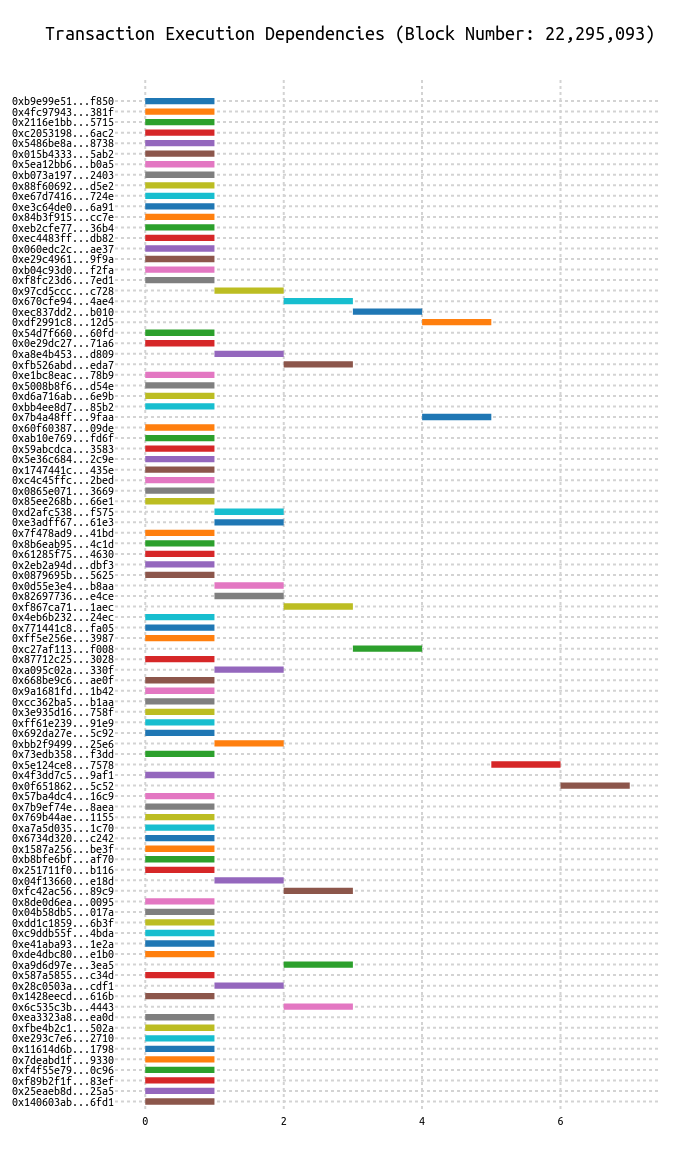 Transaction Execution Dependencies (Block Number: 22,295,093)
0xb9e99e51...f850
0x4fc97943...381f
0x2116e1bb...5715
0xc2053198...6ac2
0x5486be8a...8738
0x015b4333...5ab2
0x5ea12bb6...b0a5
0xb073a197...2403
0x88f60692...d5e2
0xe67d7416...724e
0xe3c64de0...6a91
0x84b3f915...cc7e
0xeb2cfe77...36b4
0xec4483ff...db82
0x060edc2c...ae37
0xe29c4961...9f9a
0xb04c93d0...f2fa
0xf8fc23d6...7ed1
0x97cd5ccc...c728
0x670cfe94...4ae4
0xec837dd2...b010
0xdf2991c8...12d5
0x54d7f660...60fd
0x0e29dc27...71a6
0xa8e4b453...d809
0xfb526abd...eda7
0xe1bc8eac...78b9
0x5008b8f6...d54e
0xd6a716ab...6e9b
0xbb4ee8d7...85b2
0x7b4a48ff...9faa
0x60f60387...09de
0xab10e769...fd6f
0x59abcdca...3583
0x5e36c684...2c9e
0x1747441c...435e
0xc4c45ffc...2bed
0x0865e071...3669
0x85ee268b...66e1
0xd2afc538...f575
0xe3adff67...61e3
0x7f478ad9...41bd
0x8b6eab95...4c1d
0x61285f75...4630
0x2eb2a94d...dbf3
0x0879695b...5625
0x0d55e3e4...b8aa
0x82697736...e4ce
0xf867ca71...1aec
0x4eb6b232...24ec
0x771441c8...fa05
0xff5e256e...3987
0xc27af113...f008
0x87712c25...3028
0xa095c02a...330f
0x668be9c6...ae0f
0x9a1681fd...1b42
0xcc362ba5...b1aa
0x3e935d16...758f
0xff61e239...91e9
0x692da27e...5c92
0xbb2f9499...25e6
0x73edb358...f3dd
0x5e124ce8...7578
0x4f3dd7c5...9af1
0x0f651862...5c52
0x57ba4dc4...16c9
0x7b9ef74e...8aea
0x769b44ae...1155
0xa7a5d035...1c70
0x6734d320...c242
0x1587a256...be3f
0xb8bfe6bf...af70
0x251711f0...b116
0x04f13660...e18d
0xfc42ac56...89c9
0x8de0d6ea...0095
0x04b58db5...017a
0xdd1c1859...6b3f
0xc9ddb55f...4bda
0xe41aba93...1e2a
0xde4dbc80...e1b0
0xa9d6d97e...3ea5
0x587a5855...c34d
0x28c0503a...cdf1
0x1428eecd...616b
0x6c535c3b...4443
0xea3323a8...ea0d
0xfbe4b2c1...502a
0xe293c7e6...2710
0x11614d6b...1798
0x7deabd1f...9330
0xf4f55e79...0c96
0xf89b2f1f...83ef
0x25eaeb8d...25a5
0x140603ab...6fd1
0 2 4 6